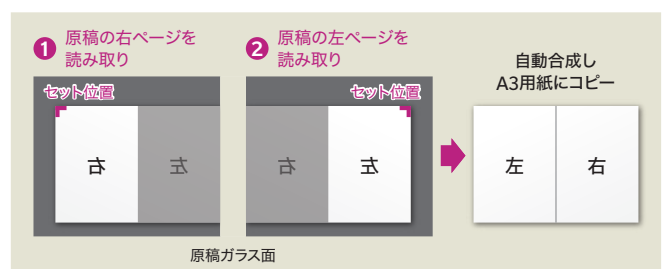 1 原稿の右ページを
読み取り
セット位置
右 左
2 原稿の左ページを
読み取り
セット位置
右 左
原稿ガラス面
自動合成し
A3用紙にコピー
左 右